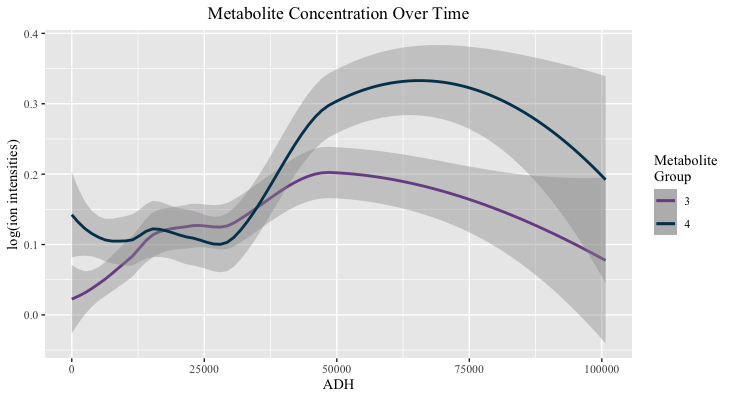 Metabolite Concentration Over Time
0.4
0.3
0.2
0.1
0.0
log(ion intensities)
0
25000
50000
75000
100000
ADH
Metabolite
Group
3
4